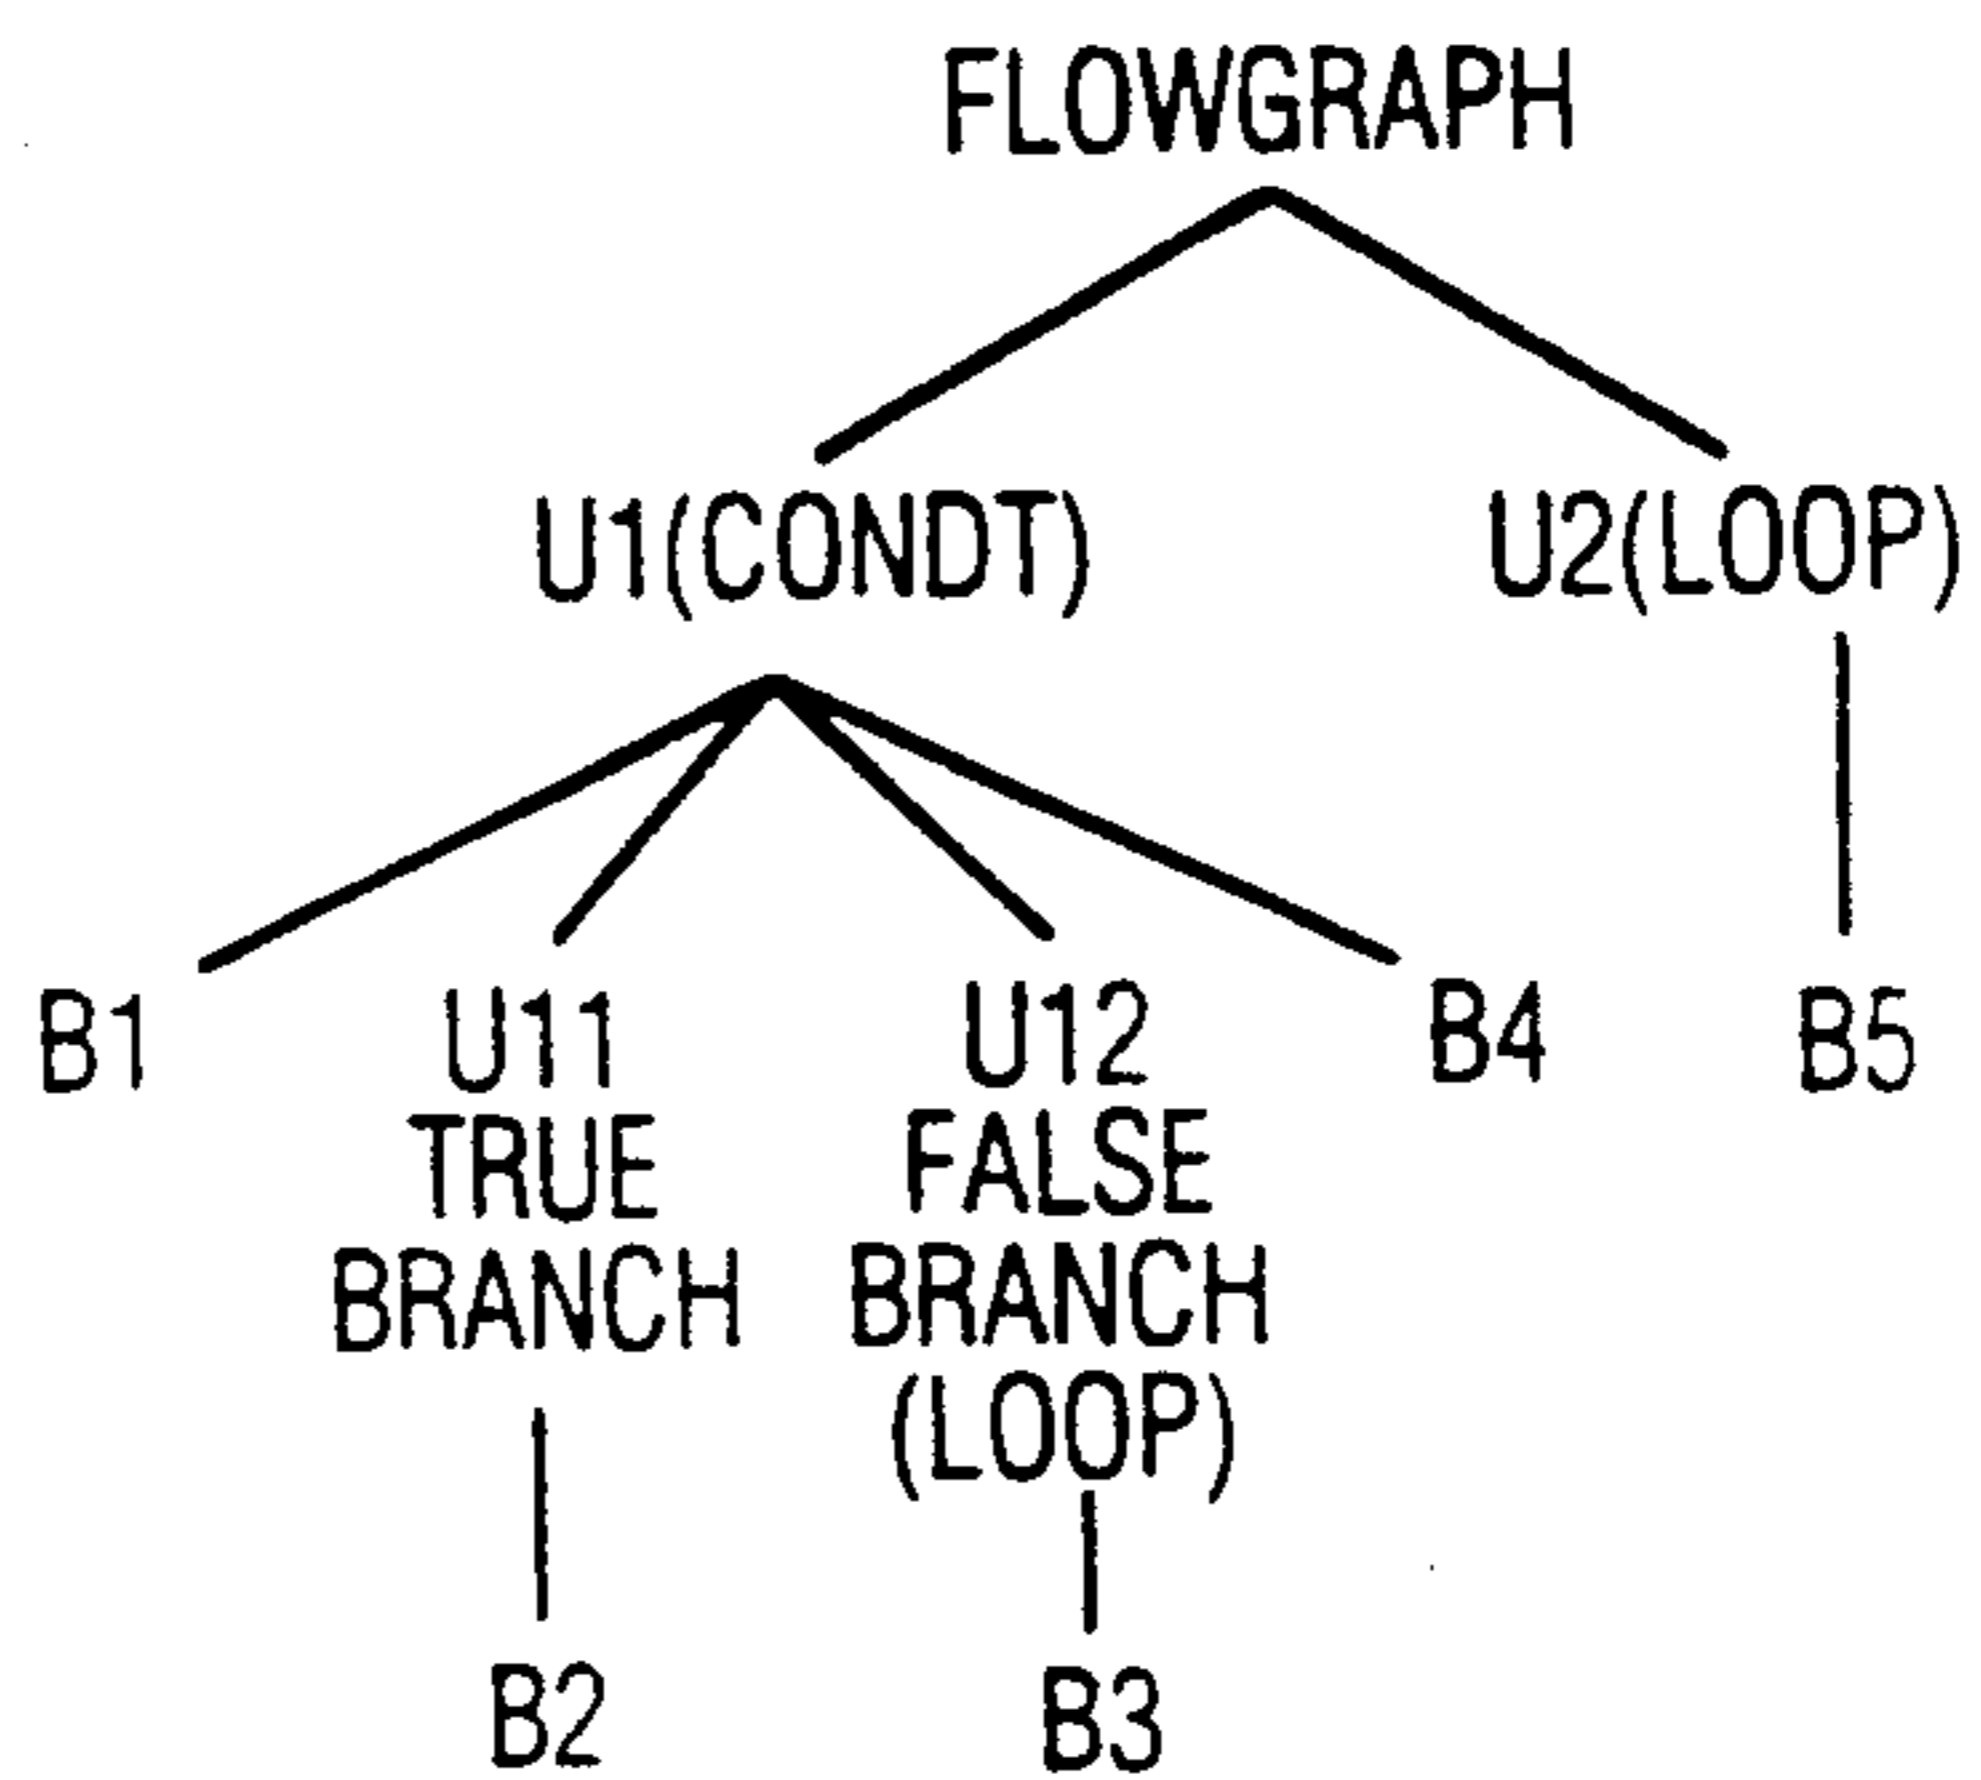 FLOWGRAPH
U1(CONDT)
U2(LOOP)
B1
U11
TRUE
BRANCH
U12
FALSE
BRANCH
(LOOP)
B4
B5
B2
B3